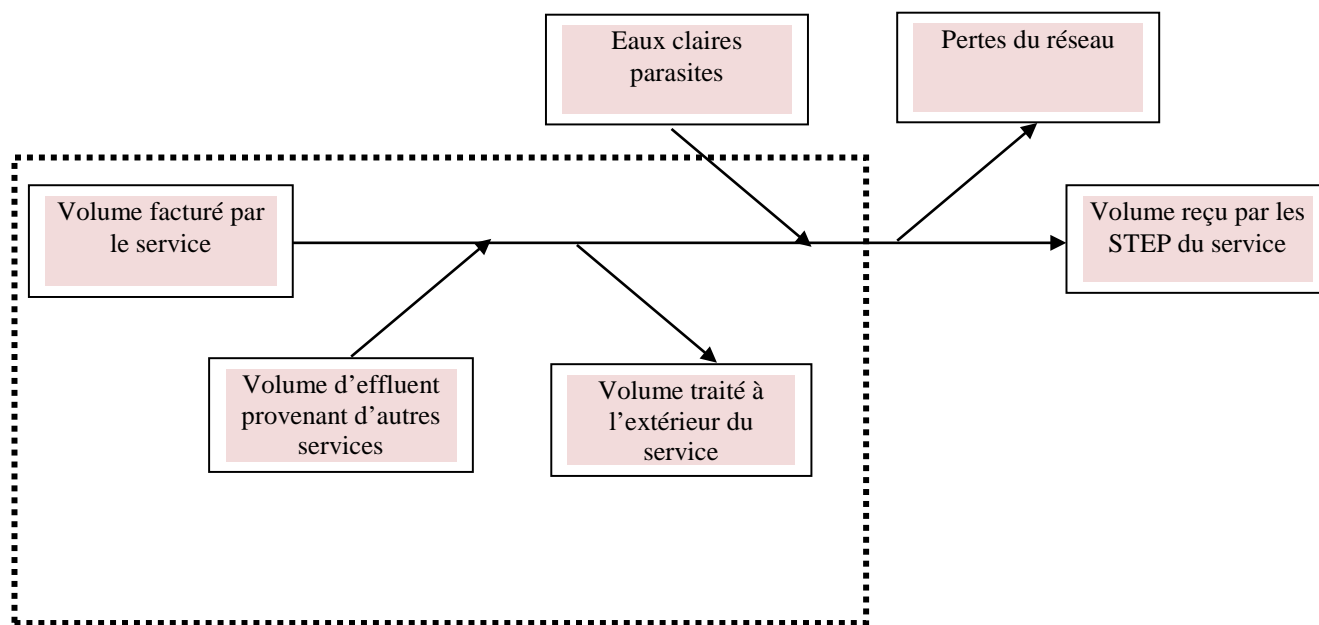 Eaux claires
parasites
Pertes du réseau
Volume facturé par
le service
Volume reçu par les
STEP du service
Volume d’effluent
provenant d’autres
services
Volume traité à
l’extérieur du
service